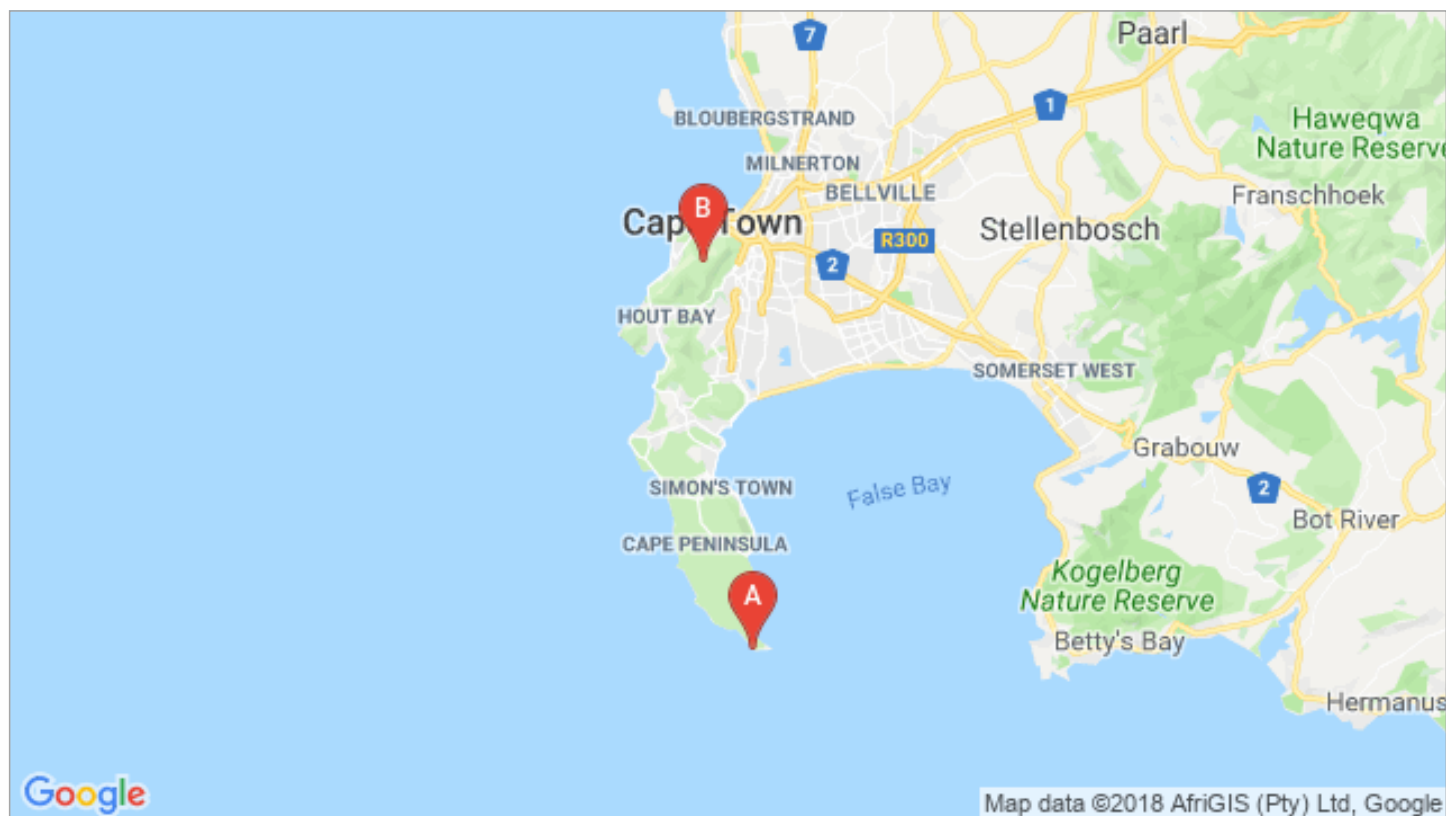 Paarl
7
1
BLOUBERGSTRAND
Haweqwa
Nature Reserve
MILNERTON
BELLVILLE
Franschhoek
B
Cape Town
Stellenbosch
R300
2
HOUT BAY
SOMERSET WEST
Grabouw
SIMON'S TOWN
False Bay
2
Bot River
CAPE PENINSULA
Kogelberg
Nature Reserve
A
Betty's Bay
Hermanus
Google
Map data ©2018 AfriGIS (Pty) Ltd, Google